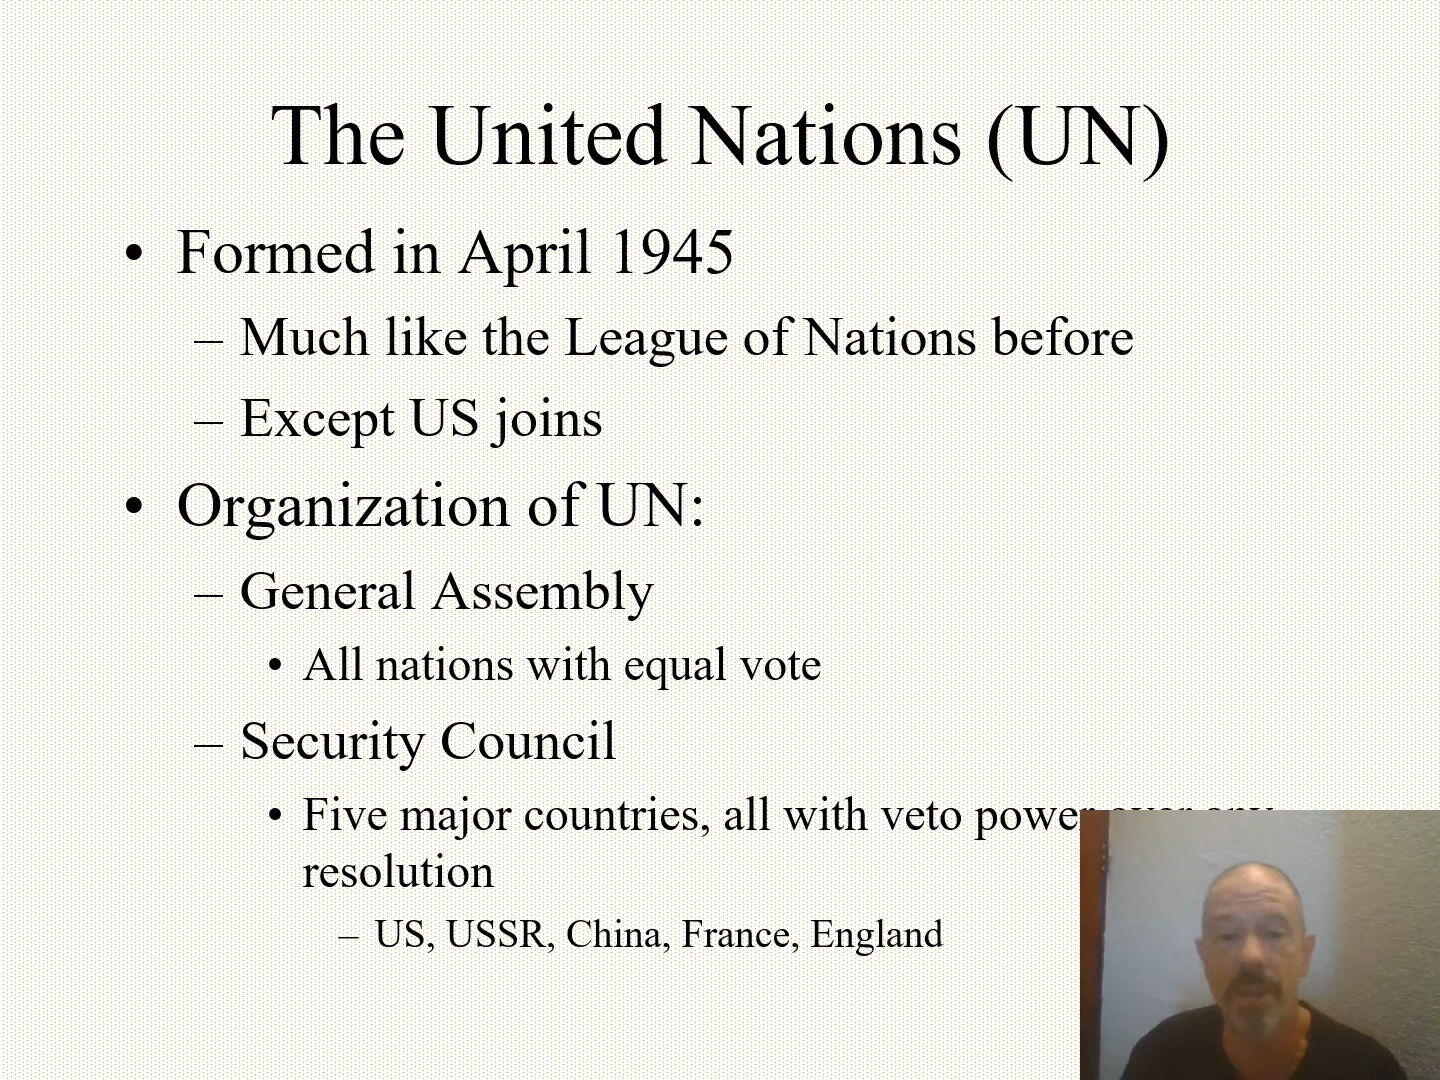 The United Nations (UN)
• Formed in April 1945
– Much like the League of Nations before
– Except US joins
• Organization of UN:
– General Assembly
• All nations with equal vote
– Security Council
• Five major countries, all with veto power over any
resolution
– US, USSR, China, France, England